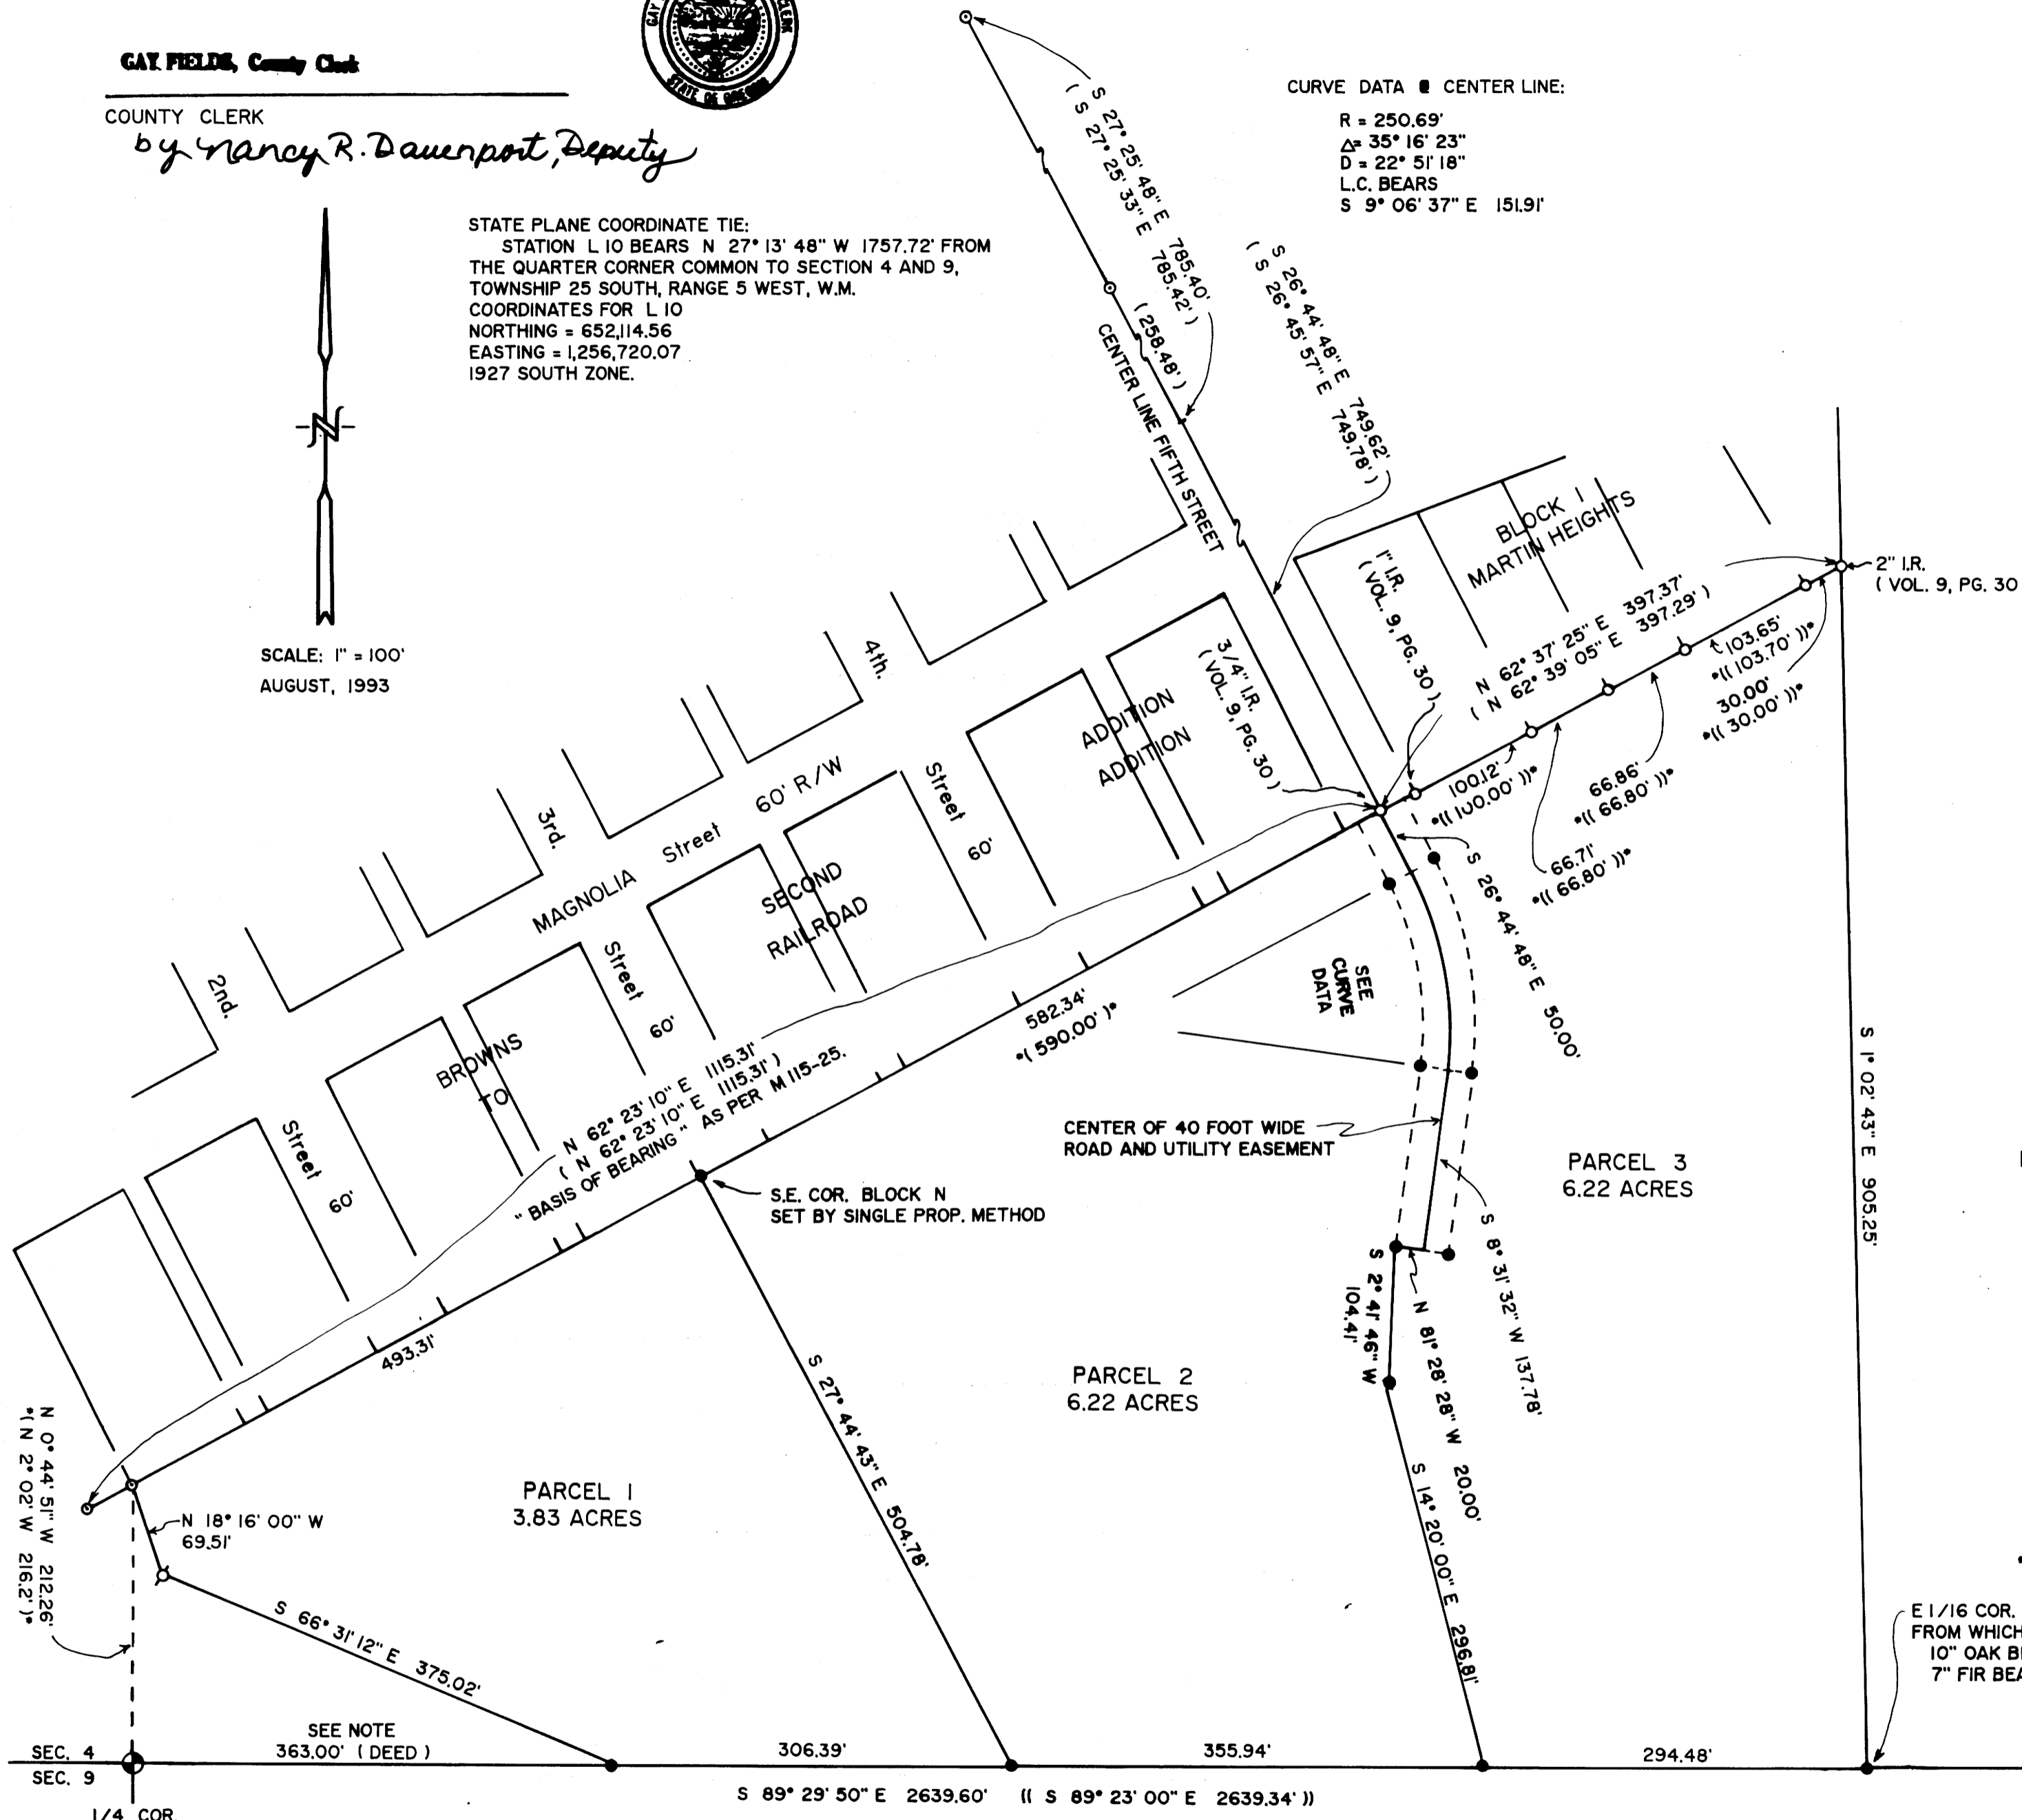 GAY FIELDS, County Clerk
STATE OF OREGON
CLERK
GAY
COUNTY CLERK
by Nancy R. Davenport, Deputy
STATE PLANE COORDINATE TIE:
STATION L 10 BEARS N 27° 13' 48" W 1757.72' FROM
THE QUARTER CORNER COMMON TO SECTION 4 AND 9,
TOWNSHIP 25 SOUTH, RANGE 5 WEST, W.M.
COORDINATES FOR L 10
NORTHING = 652,114.56
EASTING = 1,256,720.07
1927 SOUTH ZONE.
N
SCALE: 1" = 100'
AUGUST, 1993
CURVE DATA @ CENTER LINE:
R = 250.69'
Δ= 35° 16' 23"
D = 22° 51' 18"
L.C. BEARS
S 9° 06' 37" E 151.91'
S 27° 25' 48" E 785.40'
( S 27° 25' 33" E 785.42' )
( 258.48' )
CENTER LINE FIFTH STREET
S 26° 44' 48" E 749.62'
( S 26° 45' 57" E 749.78' )
BLOCK 1
MARTIN HEIGHTS
1" I.R.
( VOL. 9, PG. 30 )
3/4" I.R.
( VOL. 9, PG. 30 )
N 62° 37' 25" E 397.37'
( N 62° 39' 05" E 397.29' )
2" I.R.
( VOL. 9, PG. 30
103.65'
*(( 103.70' ))*
30.00'
*(( 30.00' ))*
100.12'
*(( 100.00' ))*
66.86'
*(( 66.80' ))*
66.71'
*(( 66.80' ))*
4th.
3rd.
2nd.
MAGNOLIA Street 60' R/W
Street 60'
Street 60'
Street 60'
ADDITION
ADDITION
SECOND
RAILROAD
BROWNS
TO
N 62° 23' 10" E 1115.31'
( N 62° 23' 10" E 1115.31' )
" BASIS OF BEARING " AS PER M 115-25.
582.34'
*( 590.00' )*
493.31'
S 26° 44' 48" E 50.00'
SEE
CURVE
DATA
CENTER OF 40 FOOT WIDE
ROAD AND UTILITY EASEMENT
S.E. COR. BLOCK N
SET BY SINGLE PROP. METHOD
PARCEL 3
6.22 ACRES
S 1° 02' 43" E 905.25'
S 8° 31' 32" W 137.78'
N 81° 28' 28" W 20.00'
S 2° 41' 46" W
104.41'
S 14° 20' 00" E 296.81'
PARCEL 2
6.22 ACRES
S 27° 44' 43" E 504.78'
PARCEL 1
3.83 ACRES
N 0° 44' 51" W 212.26'
*( N 2° 02' W 216.2' )*
N 18° 16' 00" W
69.51'
S 66° 31' 12" E 375.02'
E 1/16 COR.
FROM WHICH
10" OAK
7" FIR
SEE NOTE
363.00' ( DEED )
306.39'
355.94'
294.48'
SEC. 4
SEC. 9
S 89° 29' 50" E 2639.60' (( S 89° 23' 00" E 2639.34' ))
1/4 COR.